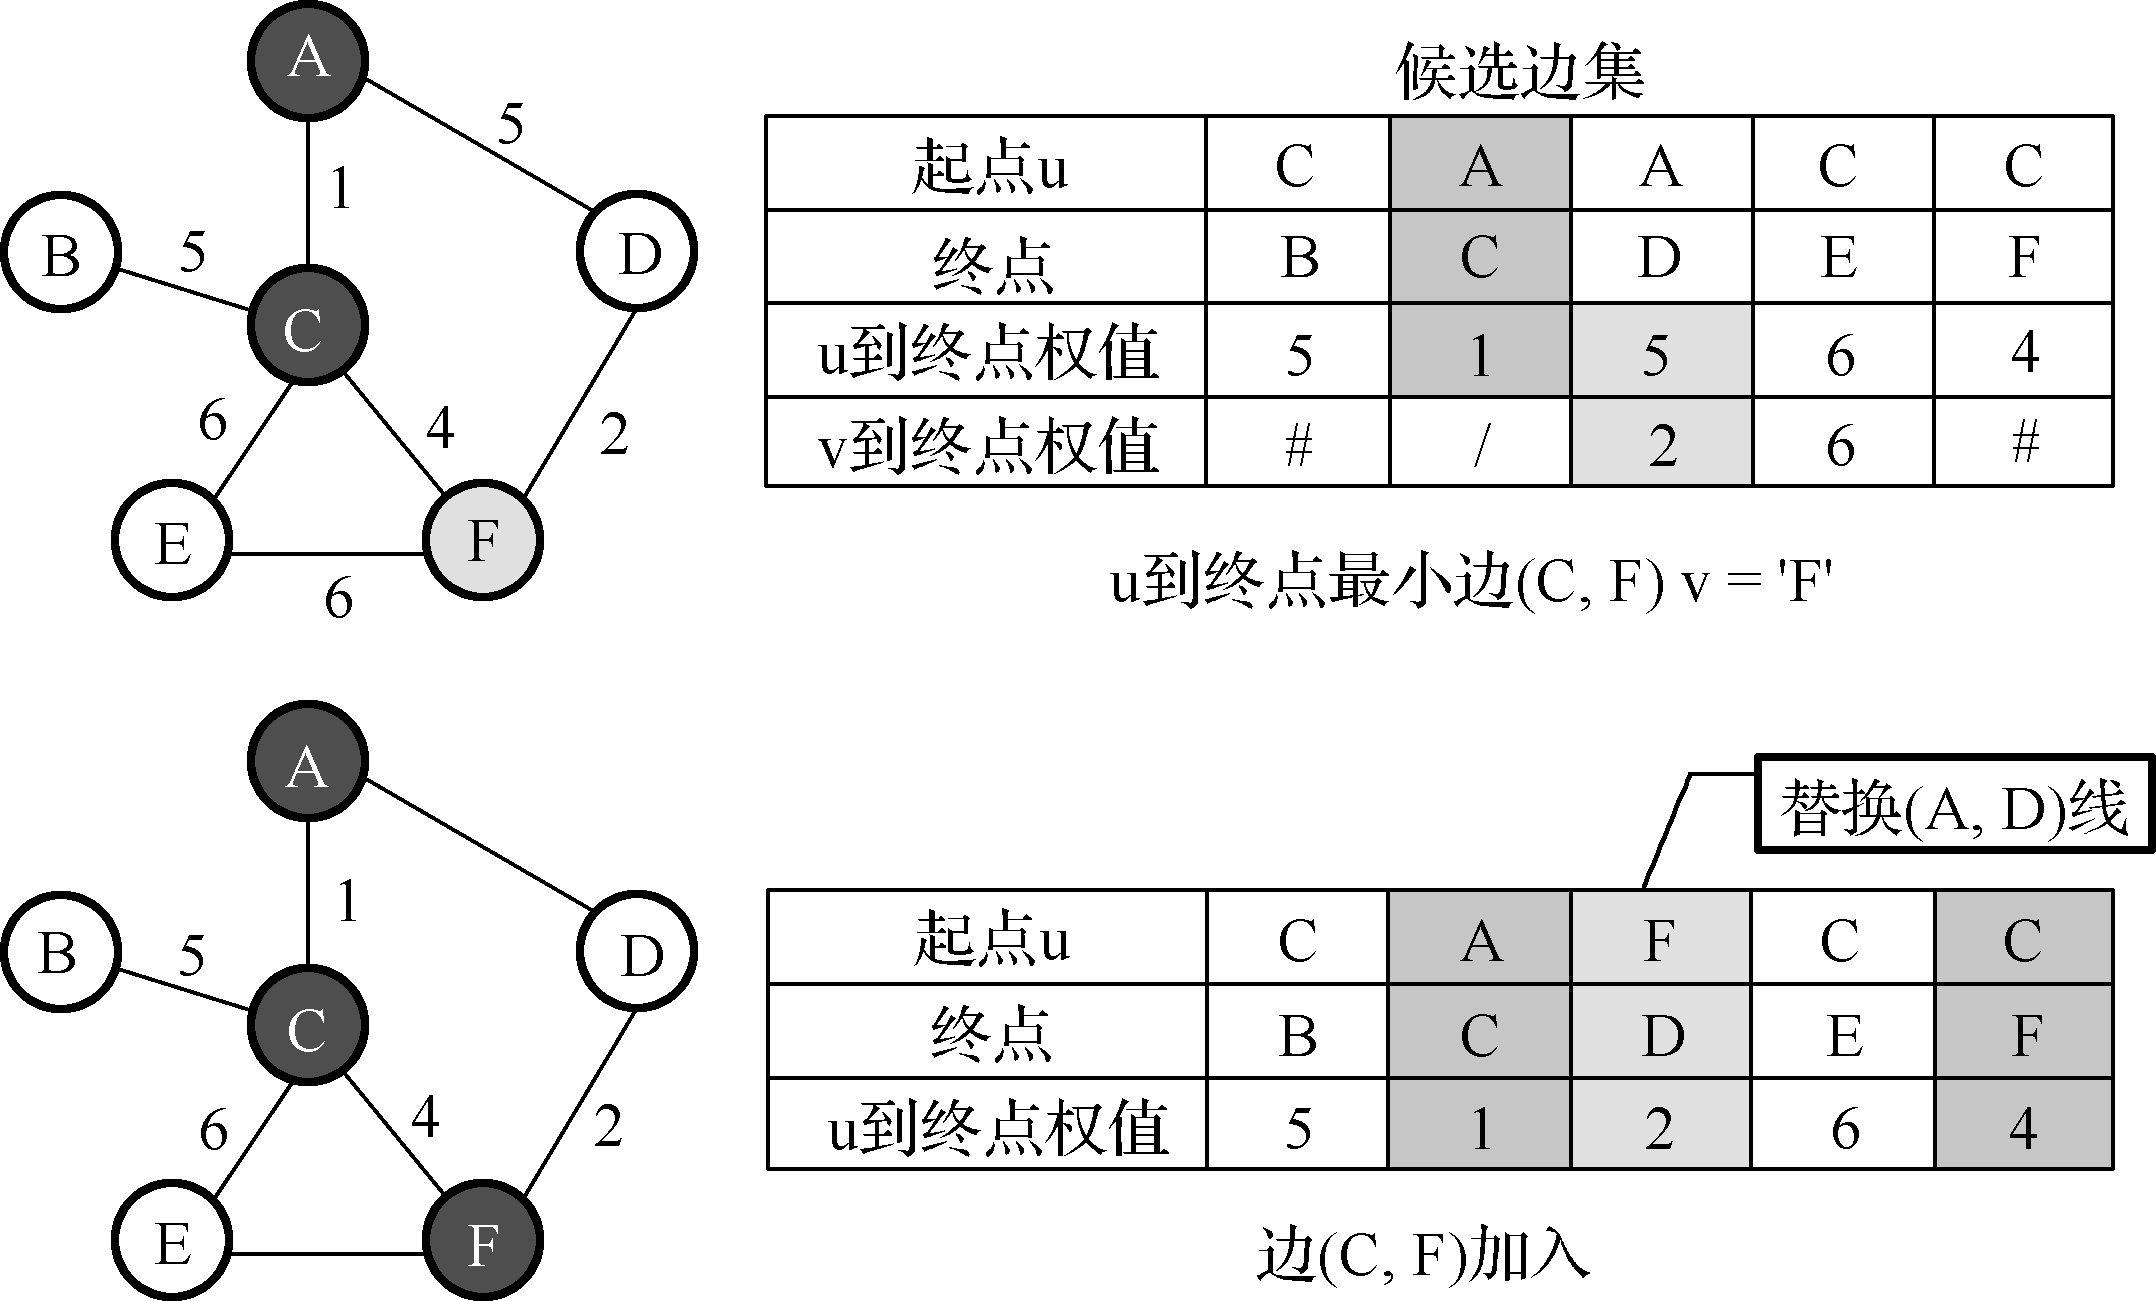 A
5
1
B
5
C
D
6
4
2
E
F
6
候选边集
起点u C A A C C
终点 B C D E F
u到终点权值 5 1 5 6 4
v到终点权值 # / 2 6 #
u到终点最小边(C, F) v = 'F'
A
1
B
5
C
D
6
4
2
E
F
替换(A, D)线
起点u C A F C C
终点 B C D E F
u到终点权值 5 1 2 6 4
边(C, F)加入